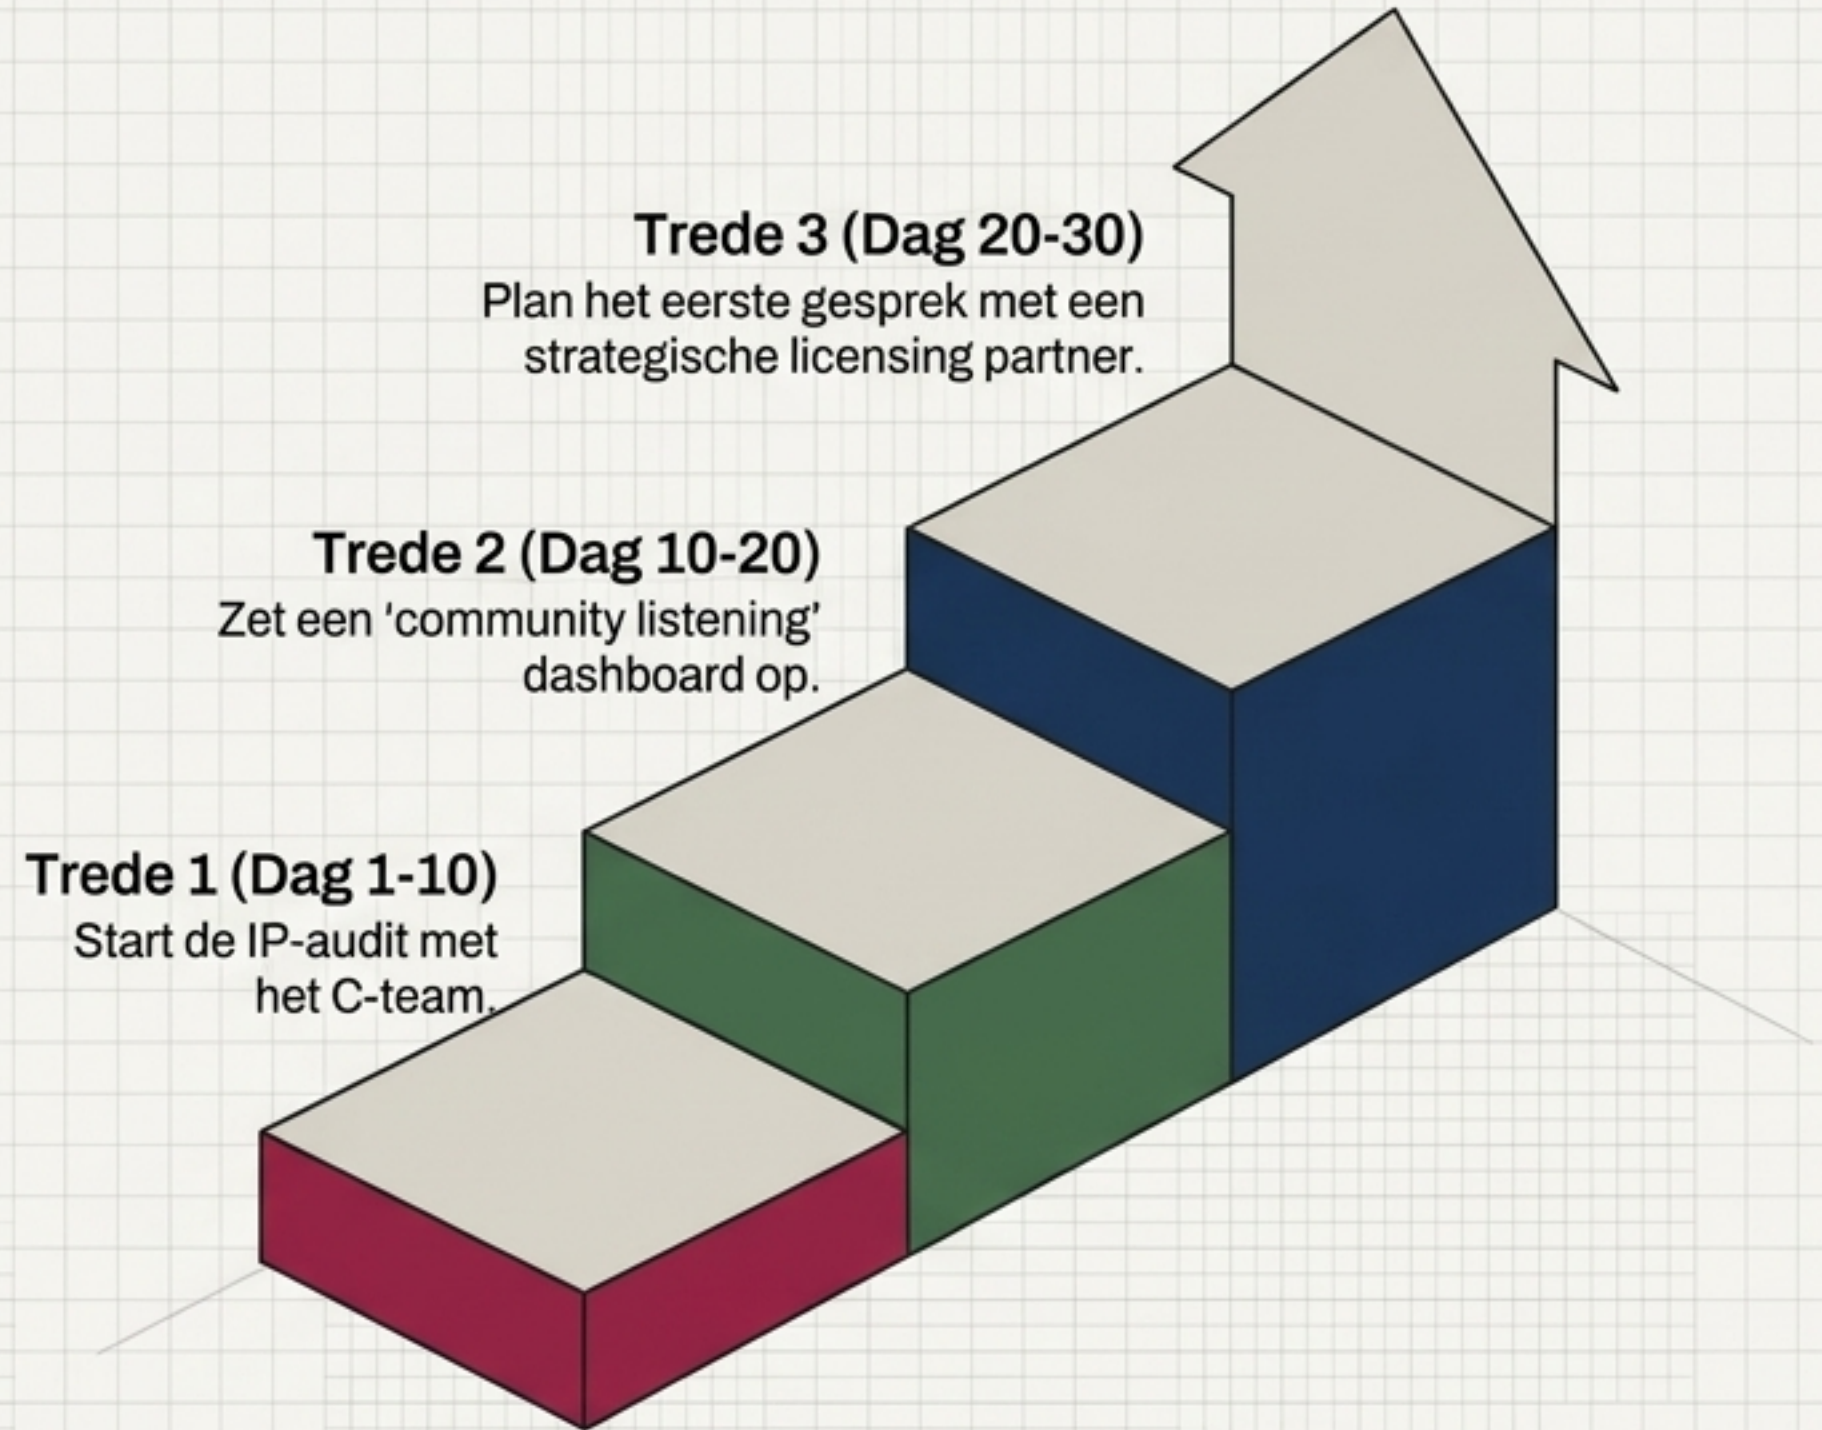 Trede 3 (Dag 20-30)
Plan het eerste gesprek met een
strategische licensing partner.
Trede 2 (Dag 10-20)
Zet een ‘community listening’
dashboard op.
Trede 1 (Dag 1-10)
Start de IP-audit met
het C-team.